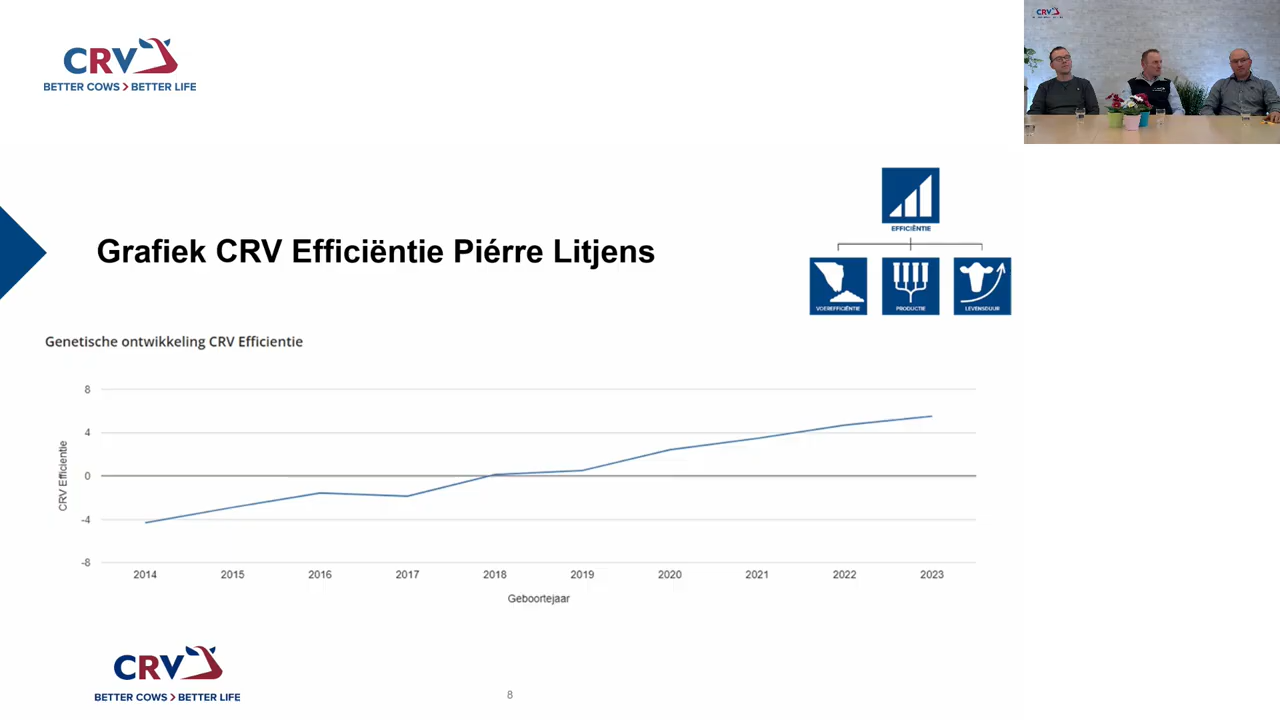 CRV
BETTER COWS > BETTER LIFE
CRV
EFFICIËNTIE
VOEREFFICIËNTIE
PRODUCTIE
LEVENSDUUR
Grafiek CRV Efficiëntie Piérre Litjens
Genetische ontwikkeling CRV Efficientie
CRV Efficientie
8
4
0
-4
-8
2014 2015 2016 2017 2018 2019 2020 2021 2022 2023
Geboortejaar
CRV
BETTER COWS > BETTER LIFE
8